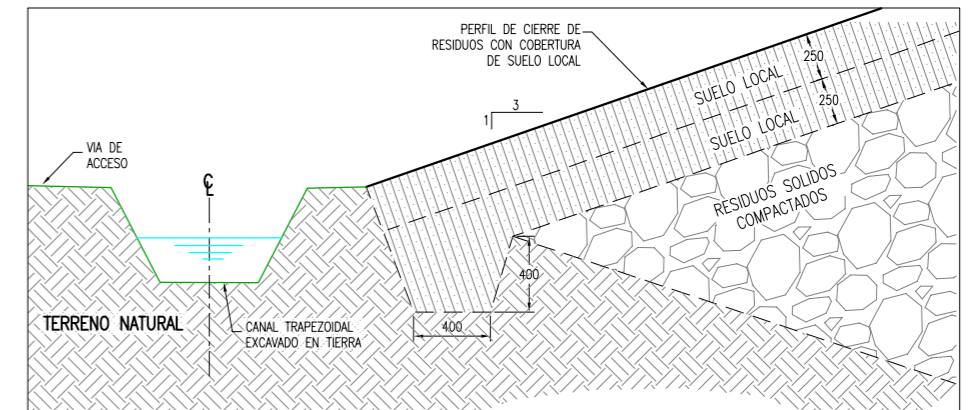 PERFIL DE CIERRE DE
RESIDUOS CON COBERTURA
DE SUELO LOCAL
250
SUELO LOCAL
250
SUELO LOCAL
3
1
VIA DE
ACCESO
RESIDUOS SOLIDOS
COMPACTADOS
400
400
TERRENO NATURAL
CANAL TRAPEZOIDAL
EXCAVADO EN TIERRA